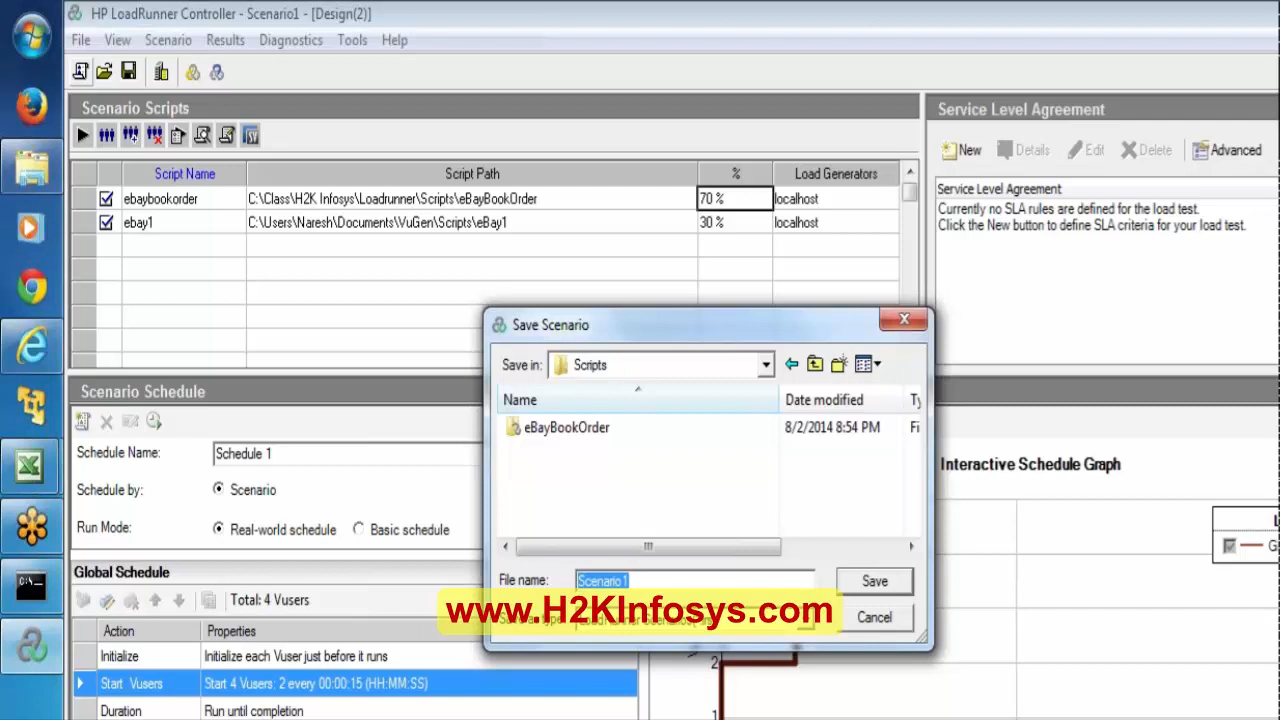 HP LoadRunner Controller - Scenario1 - [Design(2)]
File View Scenario Results Diagnostics Tools Help
Scenario Scripts
Script Name Script Path % Load Generators
ebaybookorder C:\Class\H2K Infosys\Loadrunner\Scripts\eBayBookOrder 70 % localhost
ebay1 C:\Users\Naresh\Documents\VuGen\Scripts\eBay1 30 % localhost
Service Level Agreement
New Details Edit Delete Advanced
Service Level Agreement
Currently no SLA rules are defined for the load test.
Click the New button to define SLA criteria for your load test.
Save Scenario
Save in: Scripts
Name Date modified Ty
eBayBookOrder 8/2/2014 8:54 PM Fi
File name: Scenario1 Save
Cancel
www.H2KInfosys.com
Scenario Schedule
Schedule Name: Schedule 1
Schedule by: Scenario
Run Mode: Real-world schedule Basic schedule
Global Schedule
Total: 4 Vusers
Action Properties
Initialize Initialize each Vuser just before it runs
Start Vusers Start 4 Vusers: 2 every 00:00:15 (HH:MM:SS)
Duration Run until completion
Interactive Schedule Graph
2
1
C:\